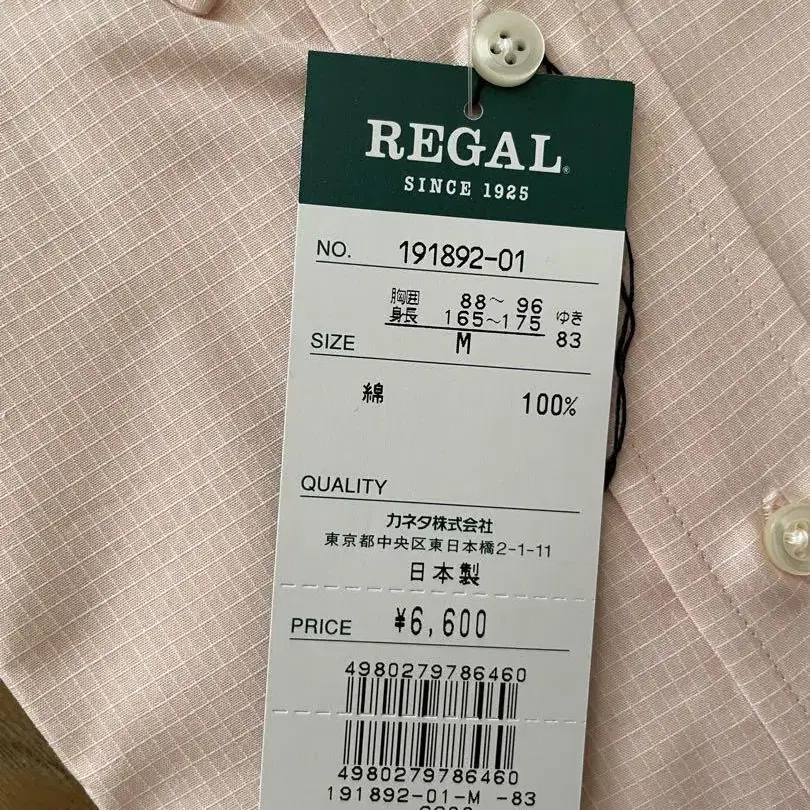 REGAL®
SINCE 1925
NO. 191892-01
胸囲 88～ 96
身長 165～175 ゆき
SIZE M 83
綿 100%
QUALITY
カネタ株式会社
東京都中央区東日本橋2-1-11
日本製
PRICE ¥6,600
4980279786460
4980279786460
191892-01-M -83